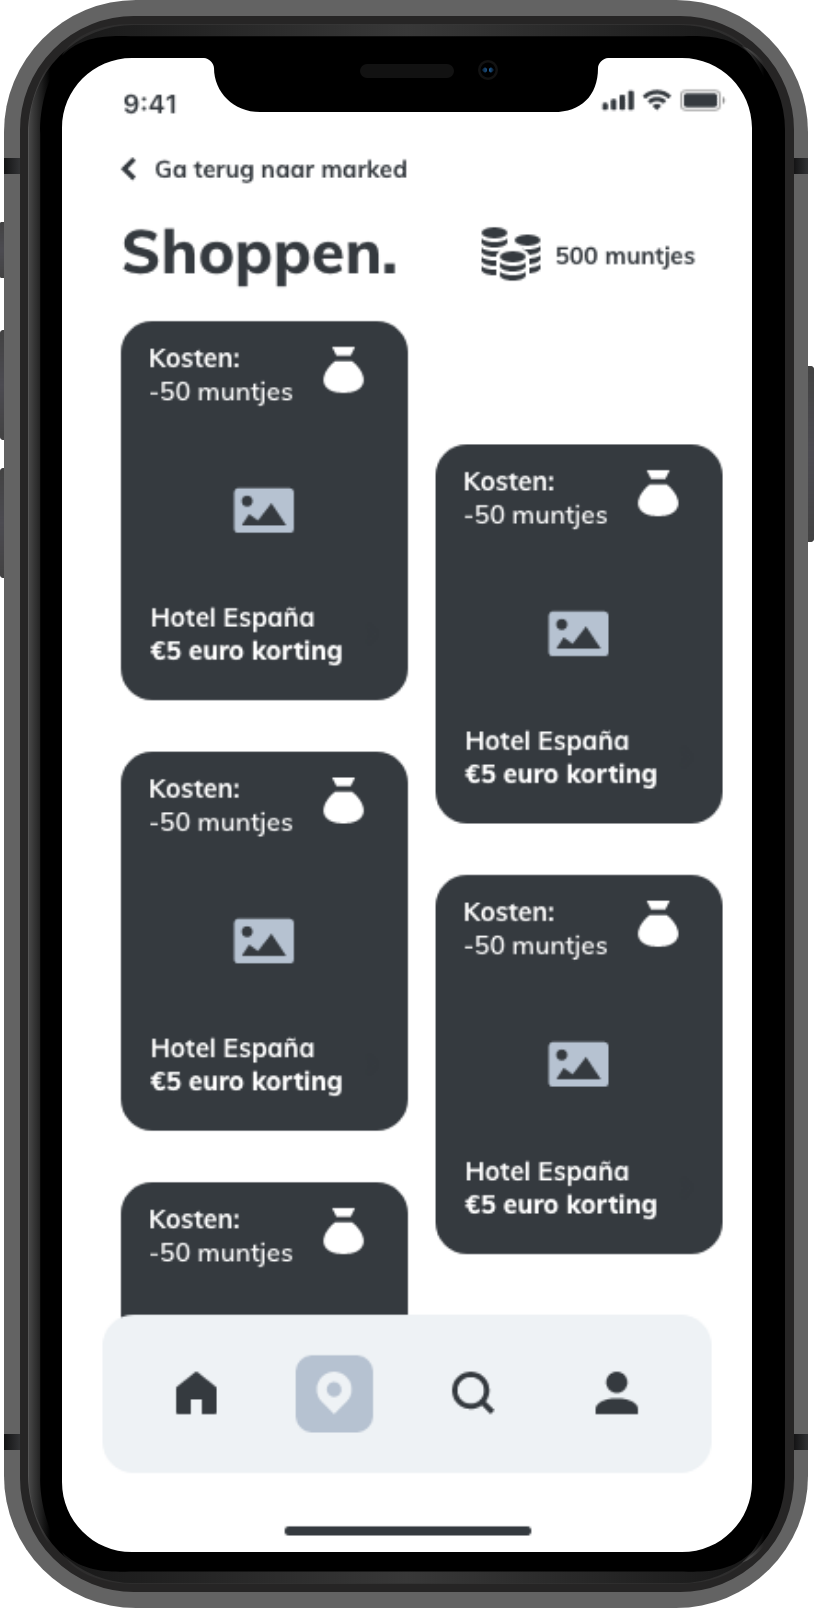 9:41
Ga terug naar marked
Shoppen.
500 muntjes
Kosten:
-50 muntjes
Hotel España
€5 euro korting
Kosten:
-50 muntjes
Hotel España
€5 euro korting
Kosten:
-50 muntjes
Hotel España
€5 euro korting
Kosten:
-50 muntjes
Hotel España
€5 euro korting
Kosten:
-50 muntjes